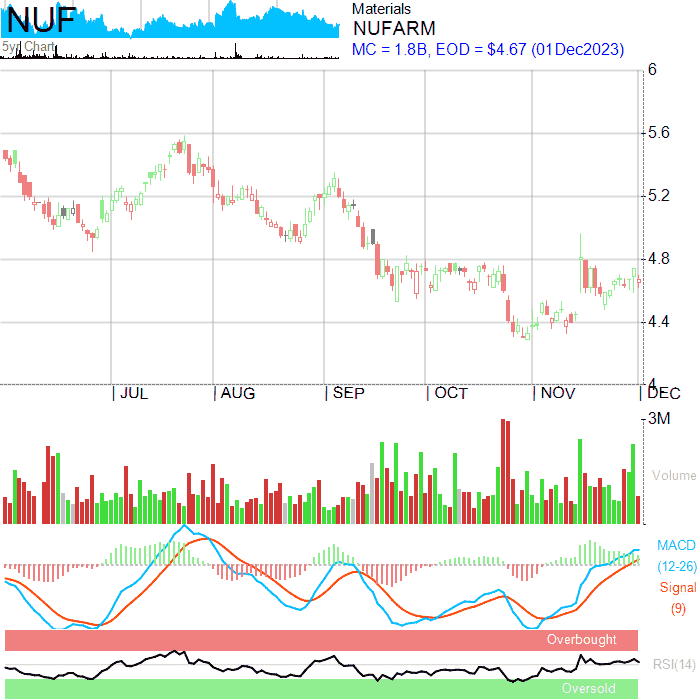 NUF
5yr Chart
Materials
NUFARM
MC = 1.8B, EOD = $4.67 (01Dec2023)
6
5.6
5.2
4.8
4.4
4
JUL
AUG
SEP
OCT
NOV
DEC
3M
Volume
MACD
(12-26)
Signal
(9)
Overbought
RSI(14)
Oversold